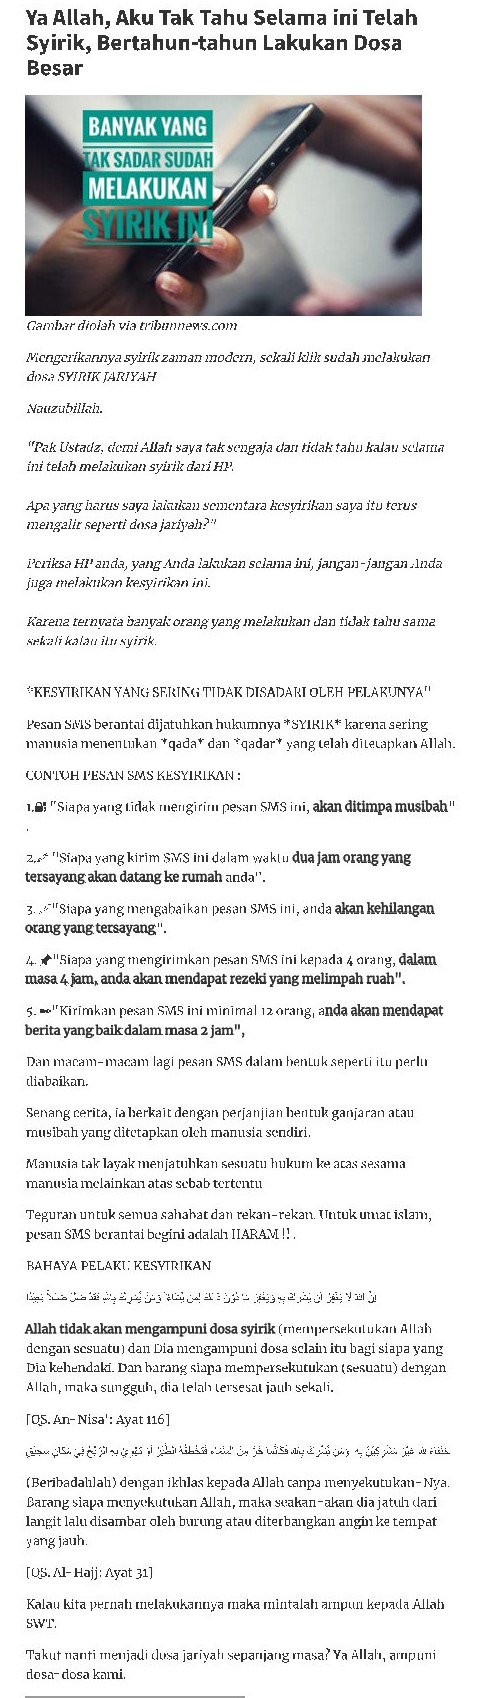 Ya Allah, Aku Tak Tahu Selama ini Telah
Syirik, Bertahun-tahun Lakukan Dosa
Besar
BANYAK YANG
TAK SADAR SUDAH
MELAKUKAN
SYIRIK INI
Gambar diolah via tribunnews.com
Mengerikannya syirik zaman modern, sekali klik sudah melakukan
dosa SYIRIK JARIYAH
Nauzubillah.
"Pak Ustadz, demi Allah saya tak sengaja dan tidak tahu kalau selama
ini telah melakukan syirik dari HP.
Apa yang harus saya lakukan sementara kesyirikan saya itu terus
mengalir seperti dosa jariyah?"
Periksa HP anda, yang Anda lakukan selama ini, jangan-jangan Anda
juga melakukan kesyirikan ini.
Karena ternyata banyak orang yang melakukan dan tidak tahu sama
sekali kalau itu syirik.
*KESYIRIKAN YANG SERING TIDAK DISADARI OLEH PELAKUNYA"
Pesan SMS berantai dijatuhkan hukumnya *SYIRIK* karena sering
manusia menentukan *qada* dan *qadar* yang telah ditetapkan Allah.
CONTOH PESAN SMS KESYIRIKAN :
1. "Siapa yang tidak mengirim pesan SMS ini, akan ditimpa musibah"
.
2. "Siapa yang kirim SMS ini dalam waktu dua jam orang yang
tersayang akan datang ke rumah anda".
3. "Siapa yang mengabaikan pesan SMS ini, anda akan kehilangan
orang yang tersayang".
4. "Siapa yang mengirimkan pesan SMS ini kepada 4 orang, dalam
masa 4 jam, anda akan mendapat rezeki yang melimpah ruah".
5. "Kirimkan pesan SMS ini minimal 12 orang, anda akan mendapat
berita yang baik dalam masa 2 jam",
Dan macam-macam lagi pesan SMS dalam bentuk seperti itu perlu
diabaikan.
Senang cerita, ia berkait dengan perjanjian bentuk ganjaran atau
musibah yang ditetapkan oleh manusia sendiri.
Manusia tak layak menjatuhkan sesuatu hukum ke atas sesama
manusia melainkan atas sebab tertentu
Teguran untuk semua sahabat dan rekan-rekan. Untuk umat islam,
pesan SMS berantai begini adalah HARAM !! .
BAHAYA PELAKU KESYIRIKAN
إِنَّ اللهَ لَا يَغْفِرُ أَنْ يُشْرَكَ بِهِ وَيَغْفِرُ مَا دُوْنَ ذٰلِكَ لِمَنْ يَّشَآءُ وَمَنْ يُّشْرِكْ بِاللهِ فَقَدْ ضَلَّ ضَلٰلًاۢ بَعِيْدًا
Allah tidak akan mengampuni dosa syirik (mempersekutukan Allah
dengan sesuatu) dan Dia mengampuni dosa selain itu bagi siapa yang
Dia kehendaki. Dan barang siapa mempersekutukan (sesuatu) dengan
Allah, maka sungguh, dia telah tersesat jauh sekali.
[QS. An-Nisa': Ayat 116]
حُنَفَآءَ لِلهِ غَيْرَ مُشْرِكِيْنَ بِهٖ وَمَنْ يُّشْرِكْ بِاللهِ فَكَاَنَّمَا خَرَّ مِنَ السَّمَآءِ فَتَخْطَفُهُ الطَّيْرُ اَوْ تَهْوِيْ بِهِ الرِّيْحُ فِيْ مَكَانٍ سَحِيْقٍ
(Beribadahlah) dengan ikhlas kepada Allah tanpa menyekutukan-Nya.
Barang siapa menyekutukan Allah, maka seakan-akan dia jatuh dari
langit lalu disambar oleh burung atau diterbangkan angin ke tempat
yang jauh.
[QS. Al-Hajj: Ayat 31]
Kalau kita pernah melakukannya maka mintalah ampun kepada Allah
SWT.
Takut nanti menjadi dosa jariyah sepanjang masa? Ya Allah, ampuni
dosa-dosa kami.